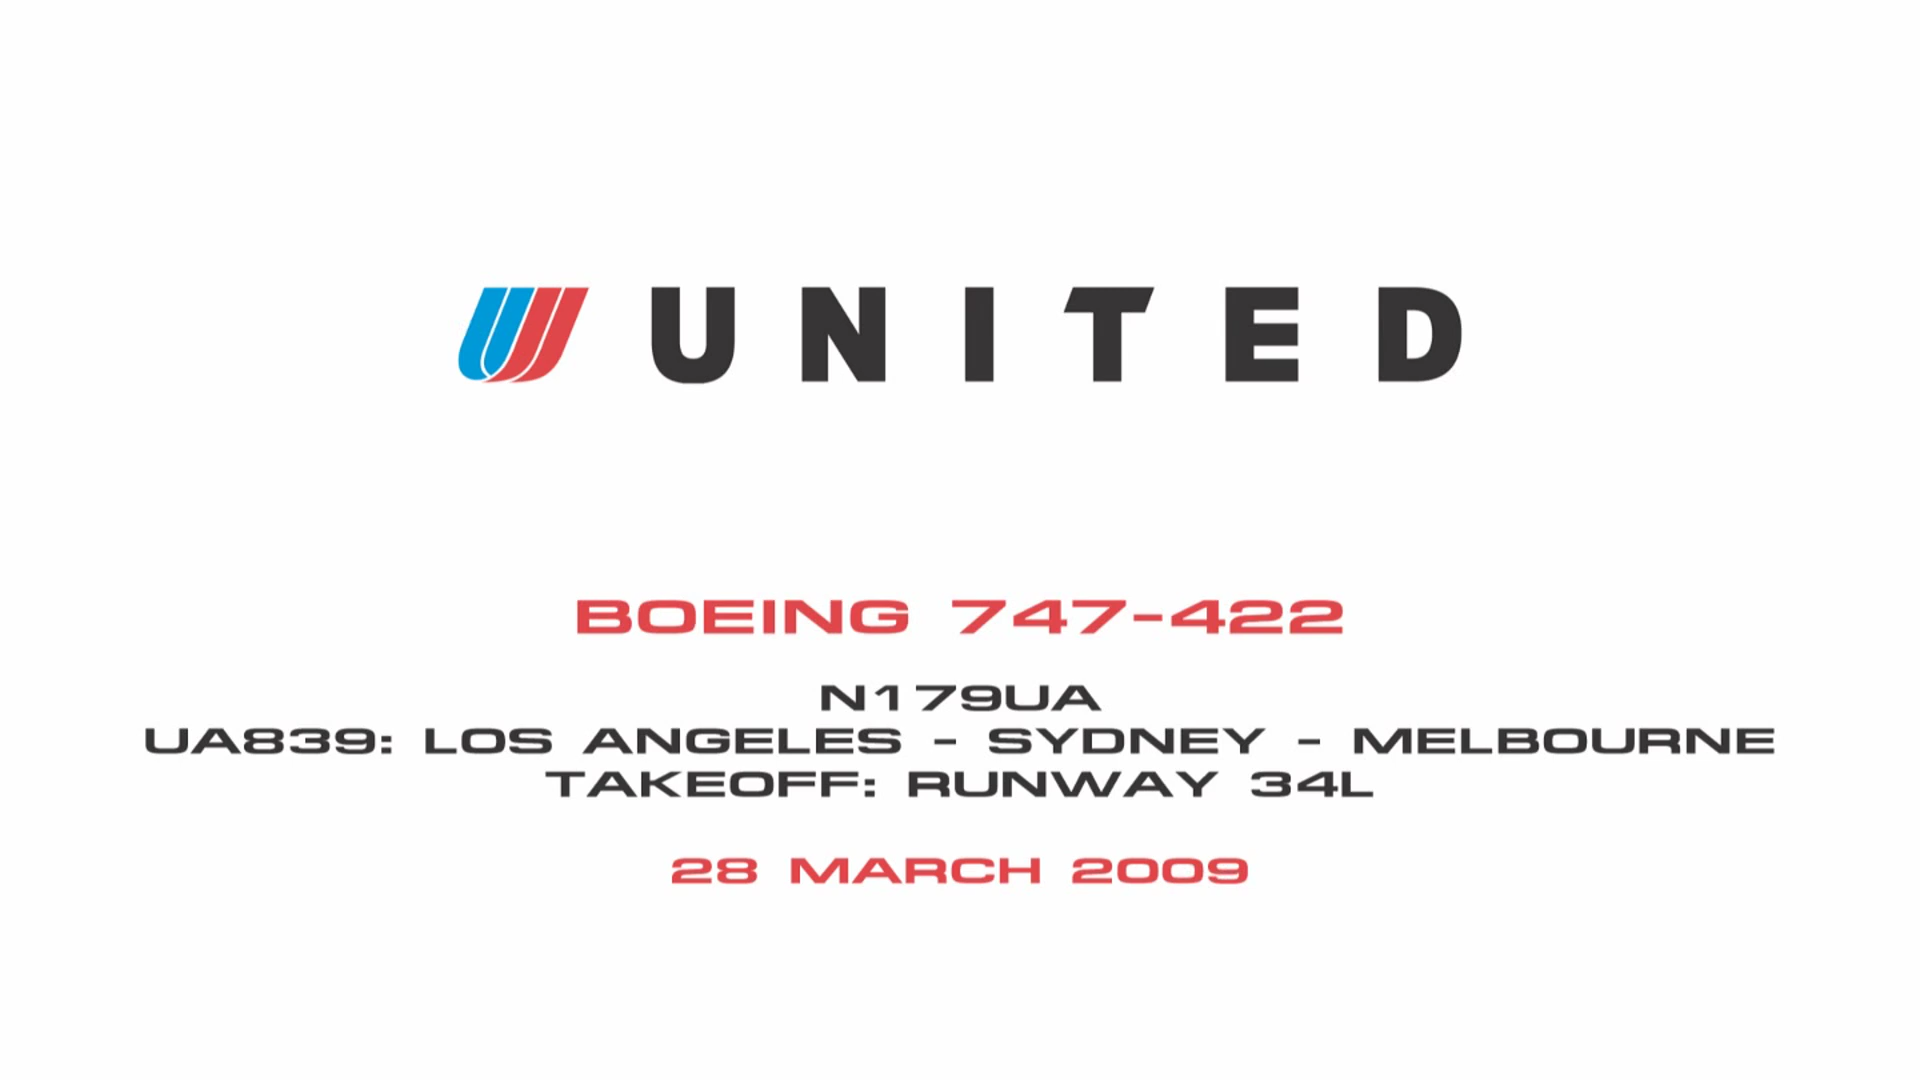 UNITED
BOEING 747-422
N179UA
UA839: LOS ANGELES - SYDNEY - MELBOURNE
TAKEOFF: RUNWAY 34L
28 MARCH 2009